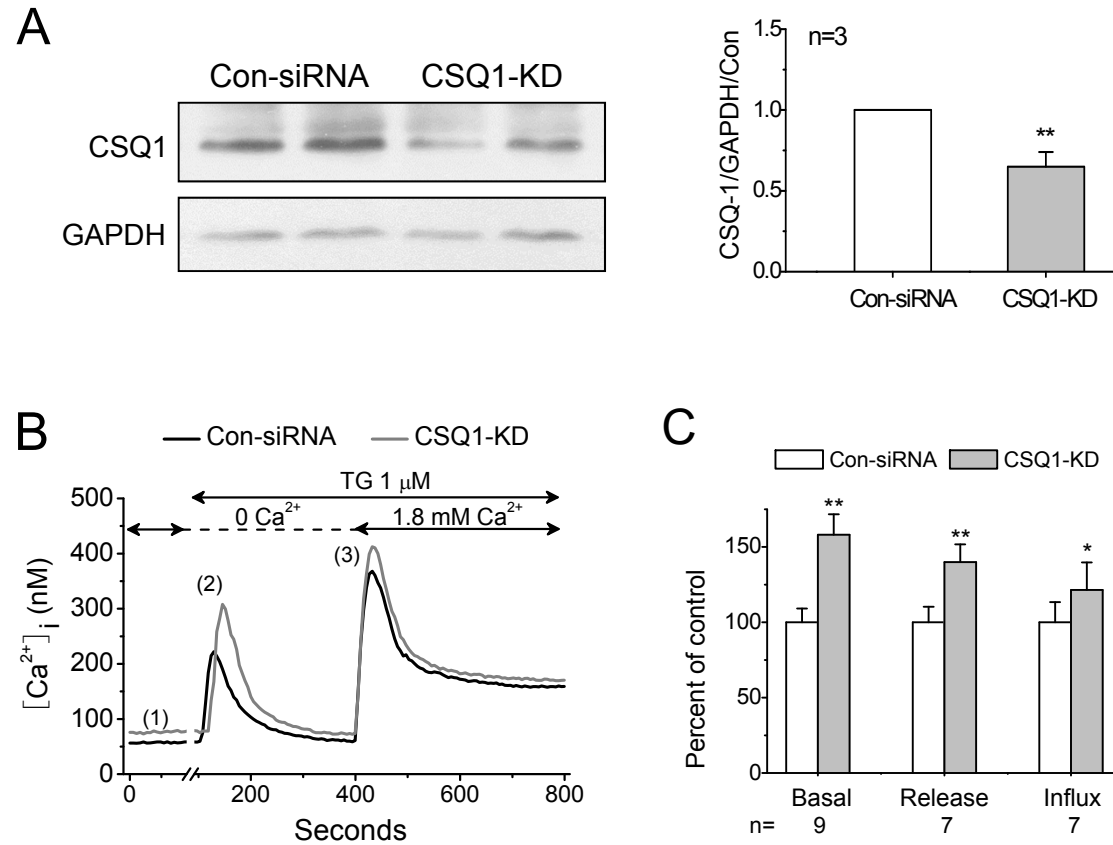 A
Con-siRNA CSQ1-KD
CSQ1
GAPDH
n=3
1.5
1.0
0.5
0.0
CSQ-1/GAPDH/Con
**
Con-siRNA CSQ1-KD
B
Con-siRNA CSQ1-KD
TG 1 μM
0 Ca²⁺ 1.8 mM Ca²⁺
500
400
300
200
100
0
[Ca²⁺]i (nM)
(1)
(2)
(3)
0 200 400 600 800
Seconds
C
Con-siRNA CSQ1-KD
150
100
50
0
Percent of control
** ** *
Basal Release Influx
n= 9 7 7